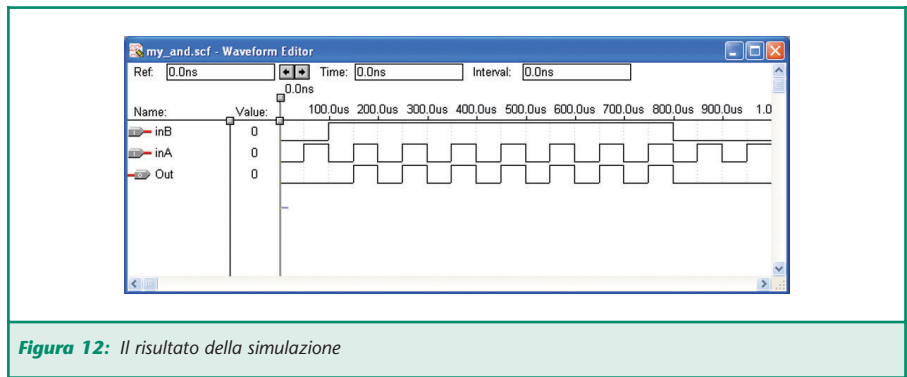 my_and.scf - Waveform Editor
Ref: 0.0ns Time: 0.0ns Interval: 0.0ns
0.0ns
Name: Value: 100.0us 200.0us 300.0us 400.0us 500.0us 600.0us 700.0us 800.0us 900.0us 1.0
inB 0
inA 0
Out 0
Figura 12: Il risultato della simulazione